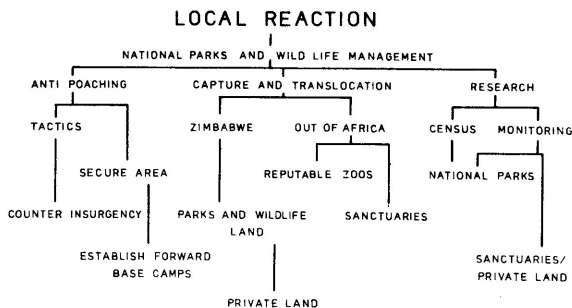 LOCAL REACTION
NATIONAL PARKS AND WILD LIFE MANAGEMENT
ANTI POACHING
CAPTURE AND TRANSLOCATION
RESEARCH
TACTICS
ZIMBABWE
OUT OF AFRICA
CENSUS
MONITORING
SECURE AREA
REPUTABLE ZOOS
NATIONAL PARKS
COUNTER INSURGENCY
PARKS AND WILDLIFE
LAND
SANCTUARIES
ESTABLISH FORWARD
BASE CAMPS
SANCTUARIES/
PRIVATE LAND
PRIVATE LAND